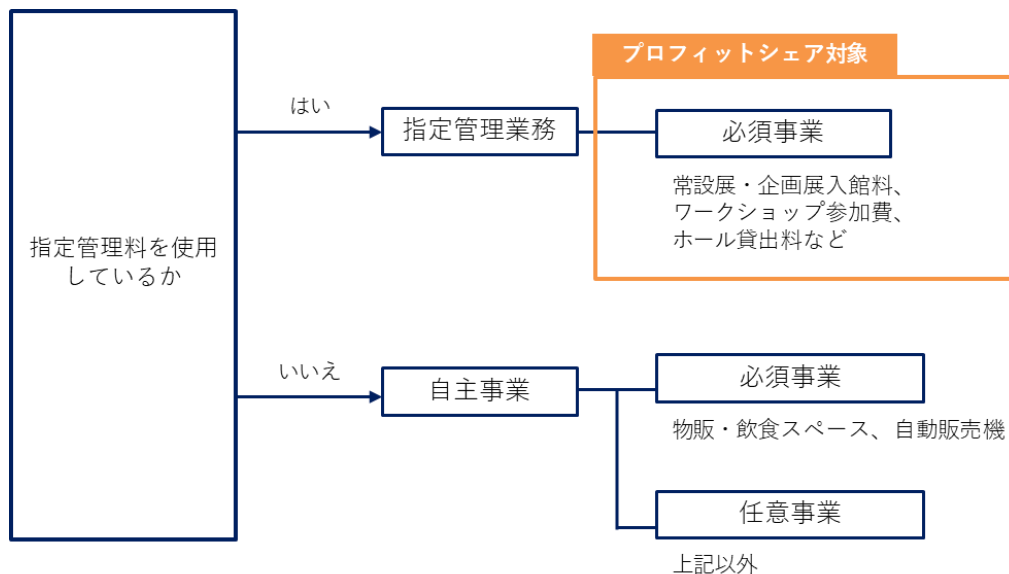 プロフィットシェア対象
はい
指定管理業務
必須事業
常設展・企画展入館料、
ワークショップ参加費、
ホール貸出料など
指定管理料を使用
しているか
いいえ
自主事業
必須事業
物販・飲食スペース、自動販売機
任意事業
上記以外